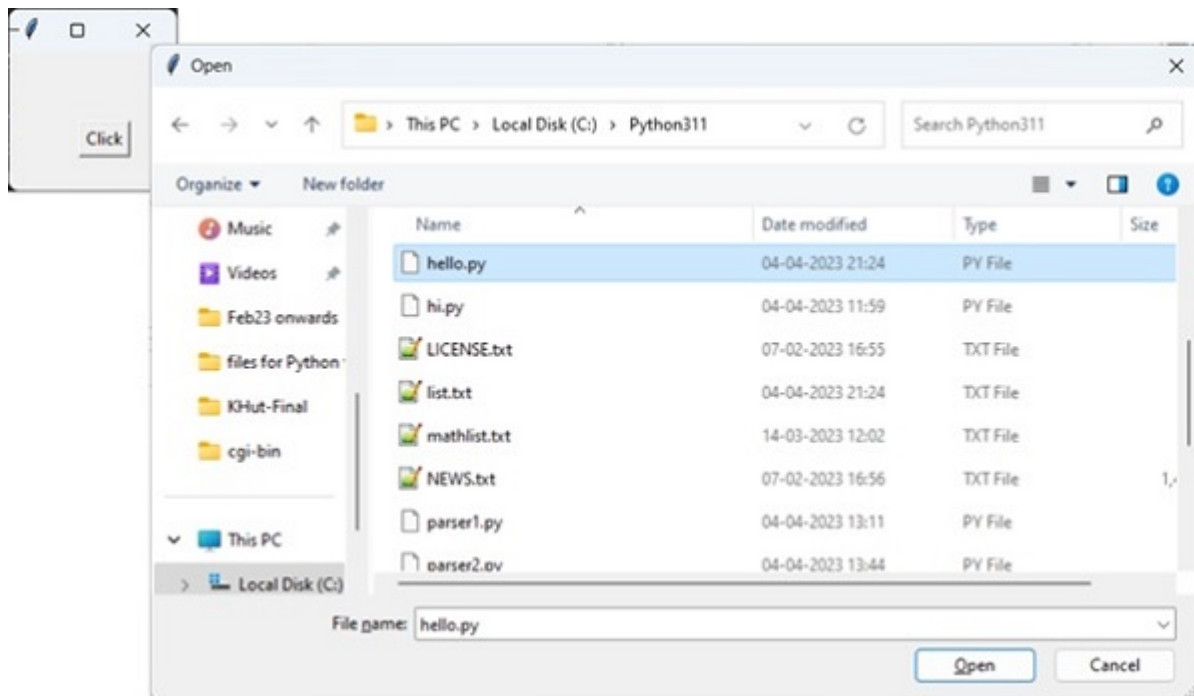 Click
Open
This PC > Local Disk (C:) > Python311
Search Python311
Organize
New folder
Name Date modified Type Size
Music
Videos
Feb23 onwards
files for Python
KHut-Final
cgi-bin
This PC
Local Disk (C:)
hello.py 04-04-2023 21:24 PY File
hi.py 04-04-2023 11:59 PY File
LICENSE.txt 07-02-2023 16:55 TXT File
list.txt 04-04-2023 21:24 TXT File
mathlist.txt 14-03-2023 12:02 TXT File
NEWS.txt 07-02-2023 16:56 TXT File 1,
parser1.py 04-04-2023 13:11 PY File
parser2.py 04-04-2023 13:44 PY File
File name: hello.py
Open Cancel